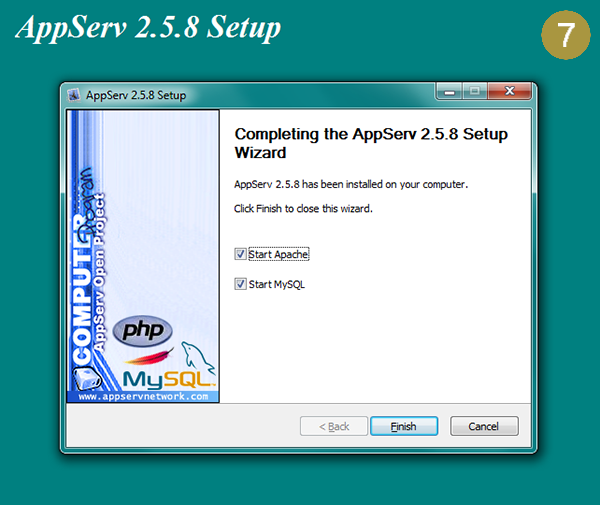 AppServ 2.5.8 Setup
7
AppServ 2.5.8 Setup
Completing the AppServ 2.5.8 Setup
Wizard
AppServ 2.5.8 has been installed on your computer.
Click Finish to close this wizard.
Start Apache
Start MySQL
COMPUTER
Program
AppServ Open Project
php
MySQL
www.appservnetwork.com
< Back
Finish
Cancel